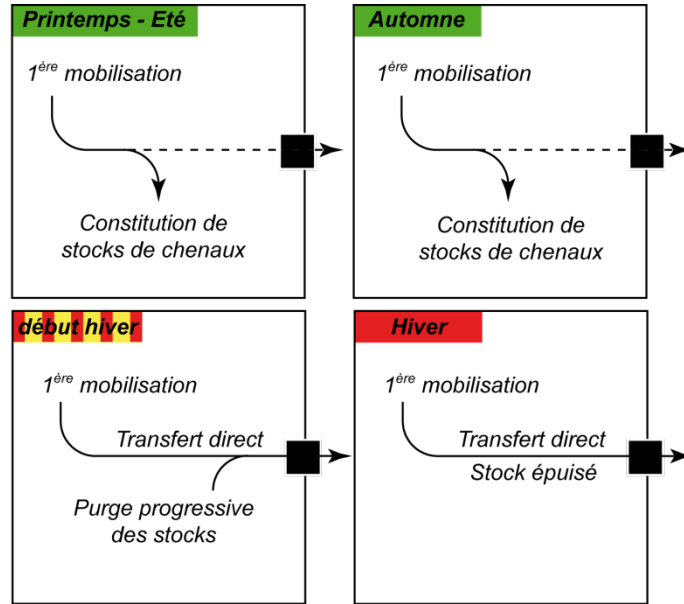 Printemps - Eté
1ère mobilisation
Constitution de
stocks de chenaux
Automne
1ère mobilisation
Constitution de
stocks de chenaux
début hiver
1ère mobilisation
Transfert direct
Purge progressive
des stocks
Hiver
1ère mobilisation
Transfert direct
Stock épuisé